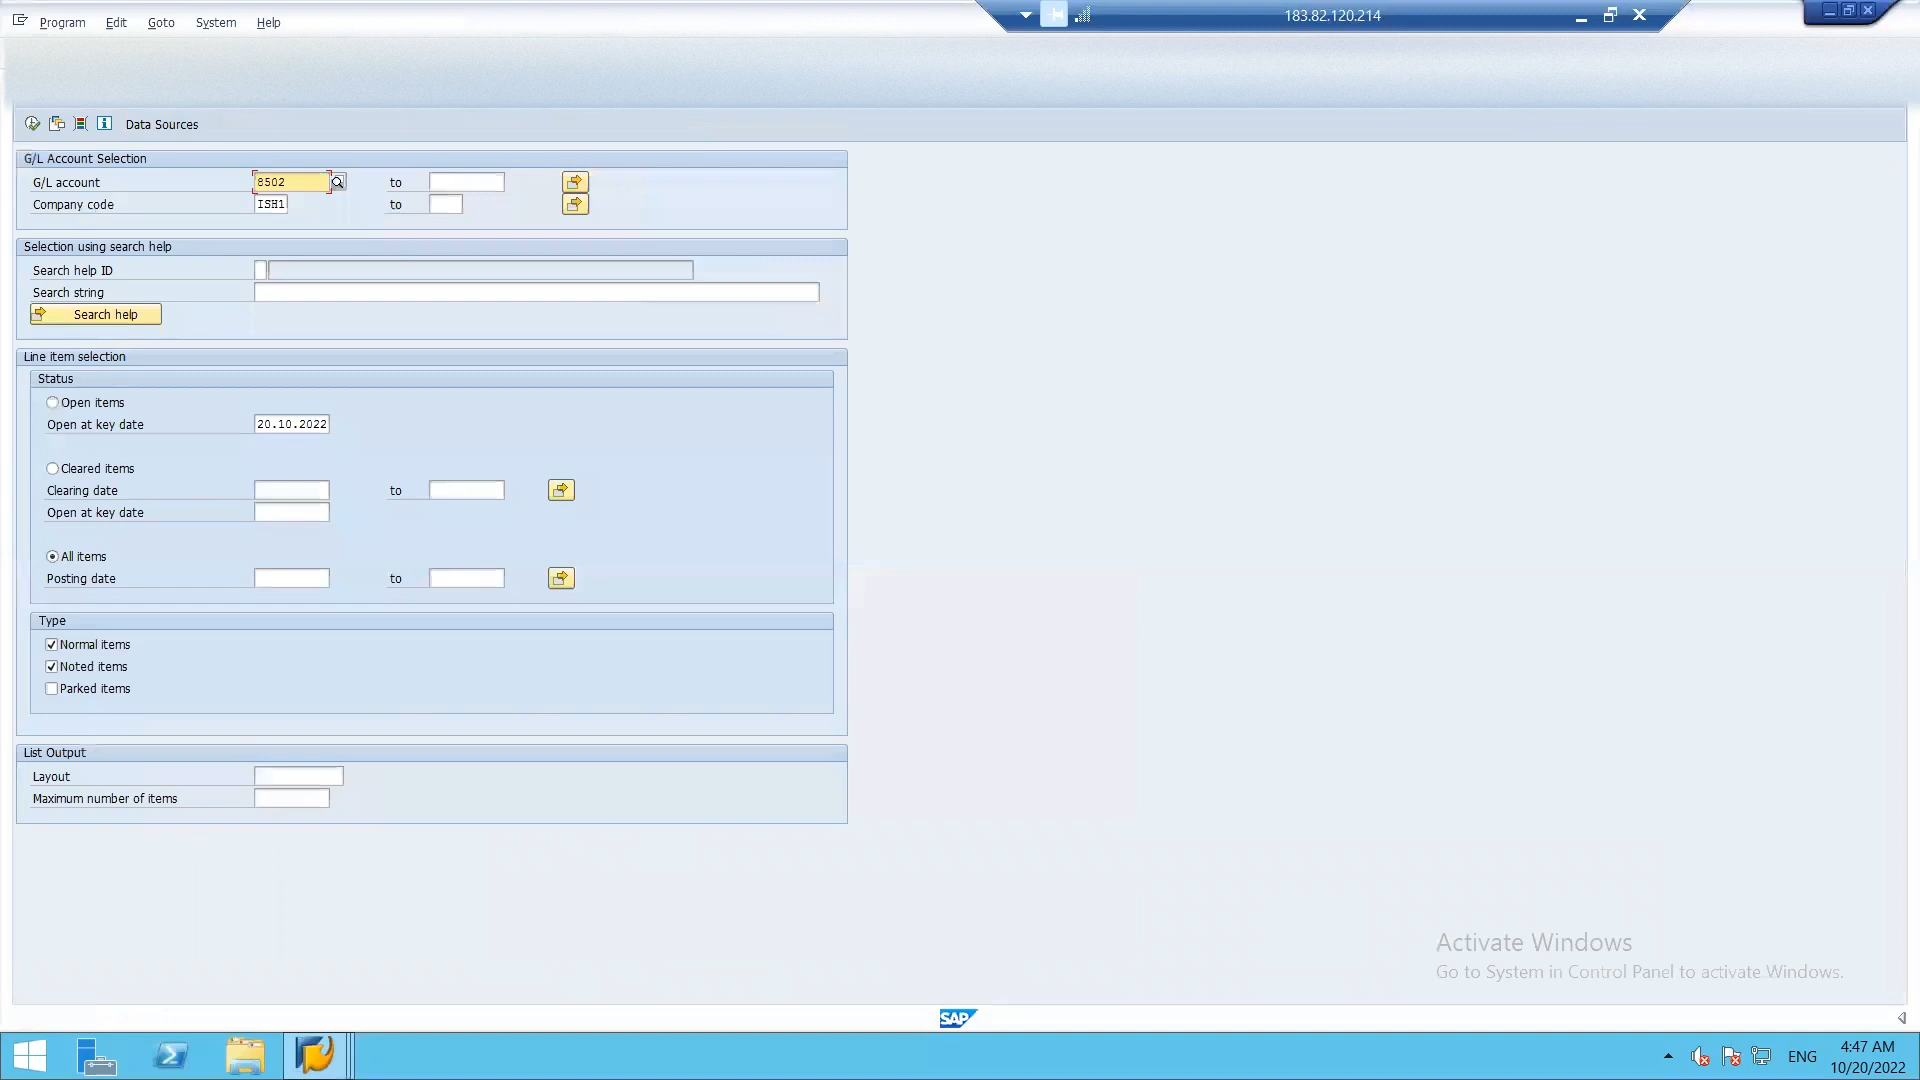 Program Edit Goto System Help
183.82.120.214
Data Sources
G/L Account Selection
G/L account 8502 to
Company code ISH1 to
Selection using search help
Search help ID
Search string
Search help
Line item selection
Status
Open items
Open at key date 20.10.2022
Cleared items
Clearing date to
Open at key date
All items
Posting date to
Type
Normal items
Noted items
Parked items
List Output
Layout
Maximum number of items
Activate Windows
Go to System in Control Panel to activate Windows.
SAP
ENG
4:47 AM
10/20/2022